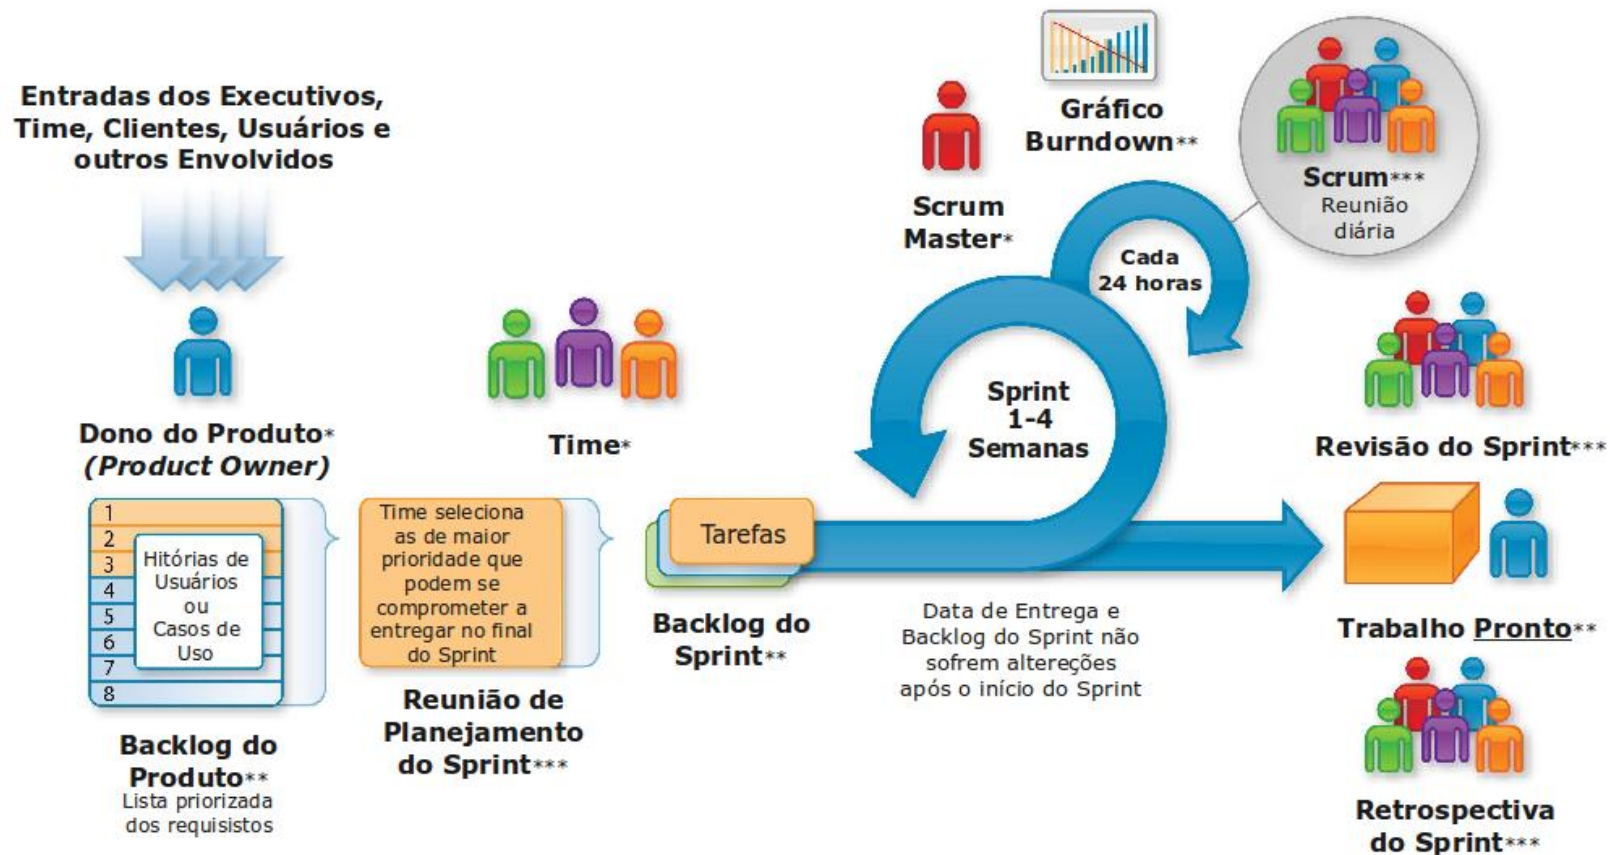 Entradas dos Executivos,
Time, Clientes, Usuários e
outros Envolvidos
Dono do Produto*
(Product Owner)
1
2
3
4
5
6
7
8
Hitórias de
Usuários
ou
Casos de
Uso
Backlog do
Produto**
Lista priorizada
dos requisistos
Time*
Time seleciona
as de maior
prioridade que
podem se
comprometer a
entregar no final
do Sprint
Reunião de
Planejamento
do Sprint***
Tarefas
Backlog do
Sprint**
Scrum
Master*
Gráfico
Burndown**
Scrum***
Reunião
diária
Cada
24 horas
Sprint
1-4
Semanas
Data de Entrega e
Backlog do Sprint não
sofrem altereções
após o início do Sprint
Revisão do Sprint***
Trabalho Pronto**
Retrospectiva
do Sprint***